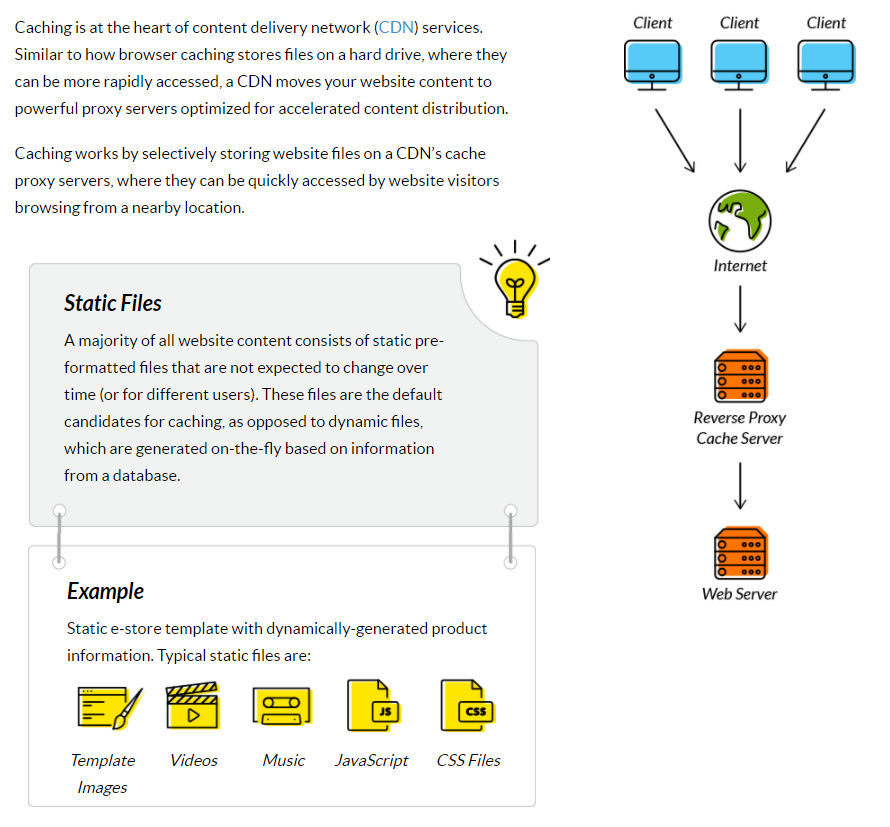 Caching is at the heart of content delivery network (CDN) services.
Similar to how browser caching stores files on a hard drive, where they
can be more rapidly accessed, a CDN moves your website content to
powerful proxy servers optimized for accelerated content distribution.
Caching works by selectively storing website files on a CDN's cache
proxy servers, where they can be quickly accessed by website visitors
browsing from a nearby location.
Static Files
A majority of all website content consists of static pre-
formatted files that are not expected to change over
time (or for different users). These files are the default
candidates for caching, as opposed to dynamic files,
which are generated on-the-fly based on information
from a database.
Example
Static e-store template with dynamically-generated product
information. Typical static files are:
JS
CSS
Template
Images
Videos
Music
JavaScript
CSS Files
Client
Client
Client
Internet
Reverse Proxy
Cache Server
Web Server